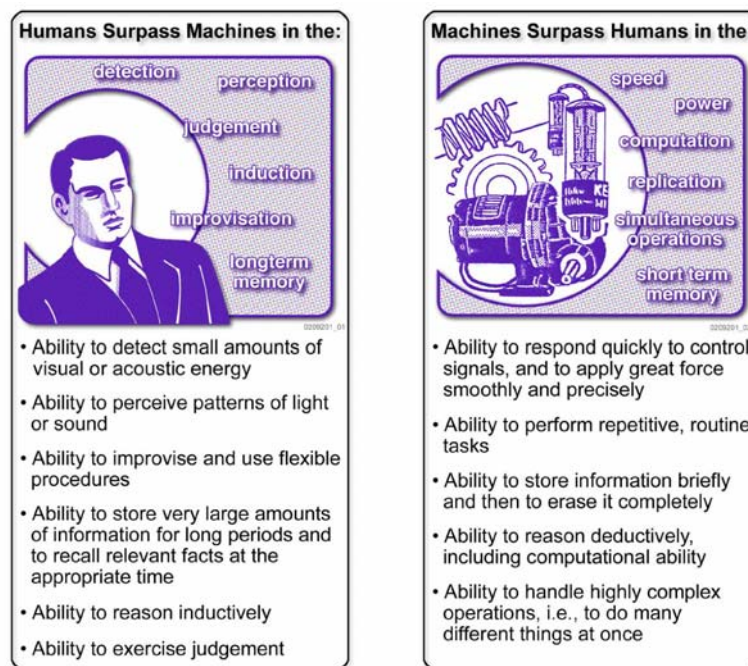 Humans Surpass Machines in the:
detection
perception
judgement
induction
improvisation
longterm
memory
• Ability to detect small amounts of
visual or acoustic energy
• Ability to perceive patterns of light
or sound
• Ability to improvise and use flexible
procedures
• Ability to store very large amounts
of information for long periods and
to recall relevant facts at the
appropriate time
• Ability to reason inductively
• Ability to exercise judgement
Machines Surpass Humans in the
speed
power
computation
replication
simultaneous
operations
short term
memory
• Ability to respond quickly to control
signals, and to apply great force
smoothly and precisely
• Ability to perform repetitive, routine
tasks
• Ability to store information briefly
and then to erase it completely
• Ability to reason deductively,
including computational ability
• Ability to handle highly complex
operations, i.e., to do many
different things at once